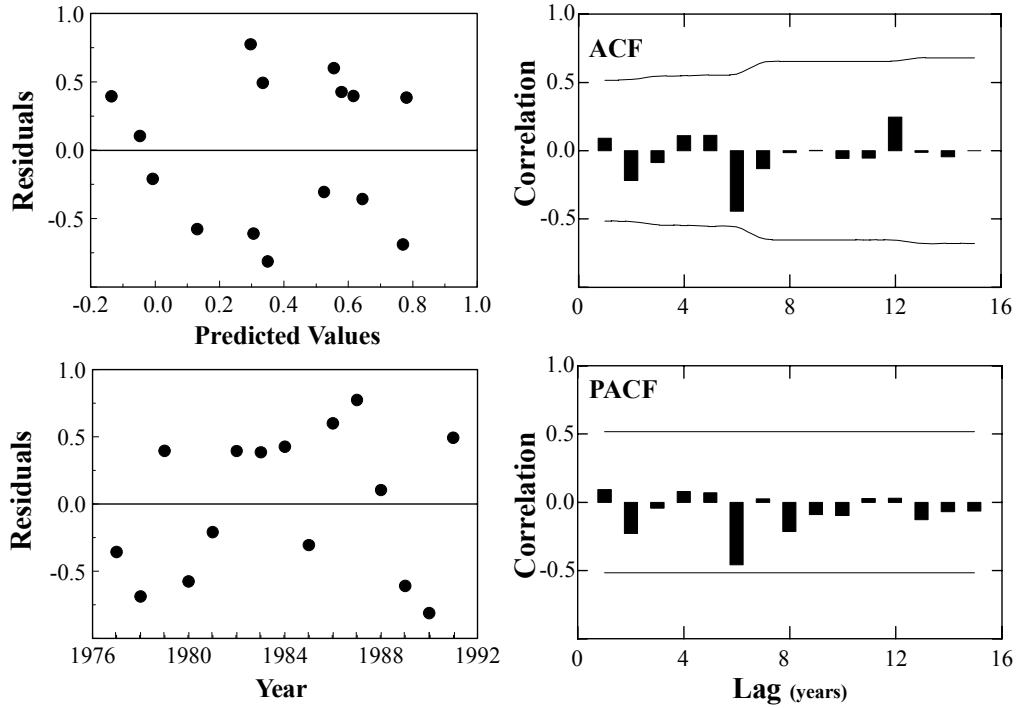 1.0
0.5
0.0
-0.5
Residuals
-0.2 0.0 0.2 0.4 0.6 0.8 1.0
Predicted Values
ACF
1.0
0.5
0.0
-0.5
Correlation
0 4 8 12 16
1.0
0.5
0.0
-0.5
Residuals
1976 1980 1984 1988 1992
Year
PACF
1.0
0.5
0.0
-0.5
Correlation
0 4 8 12 16
Lag (years)